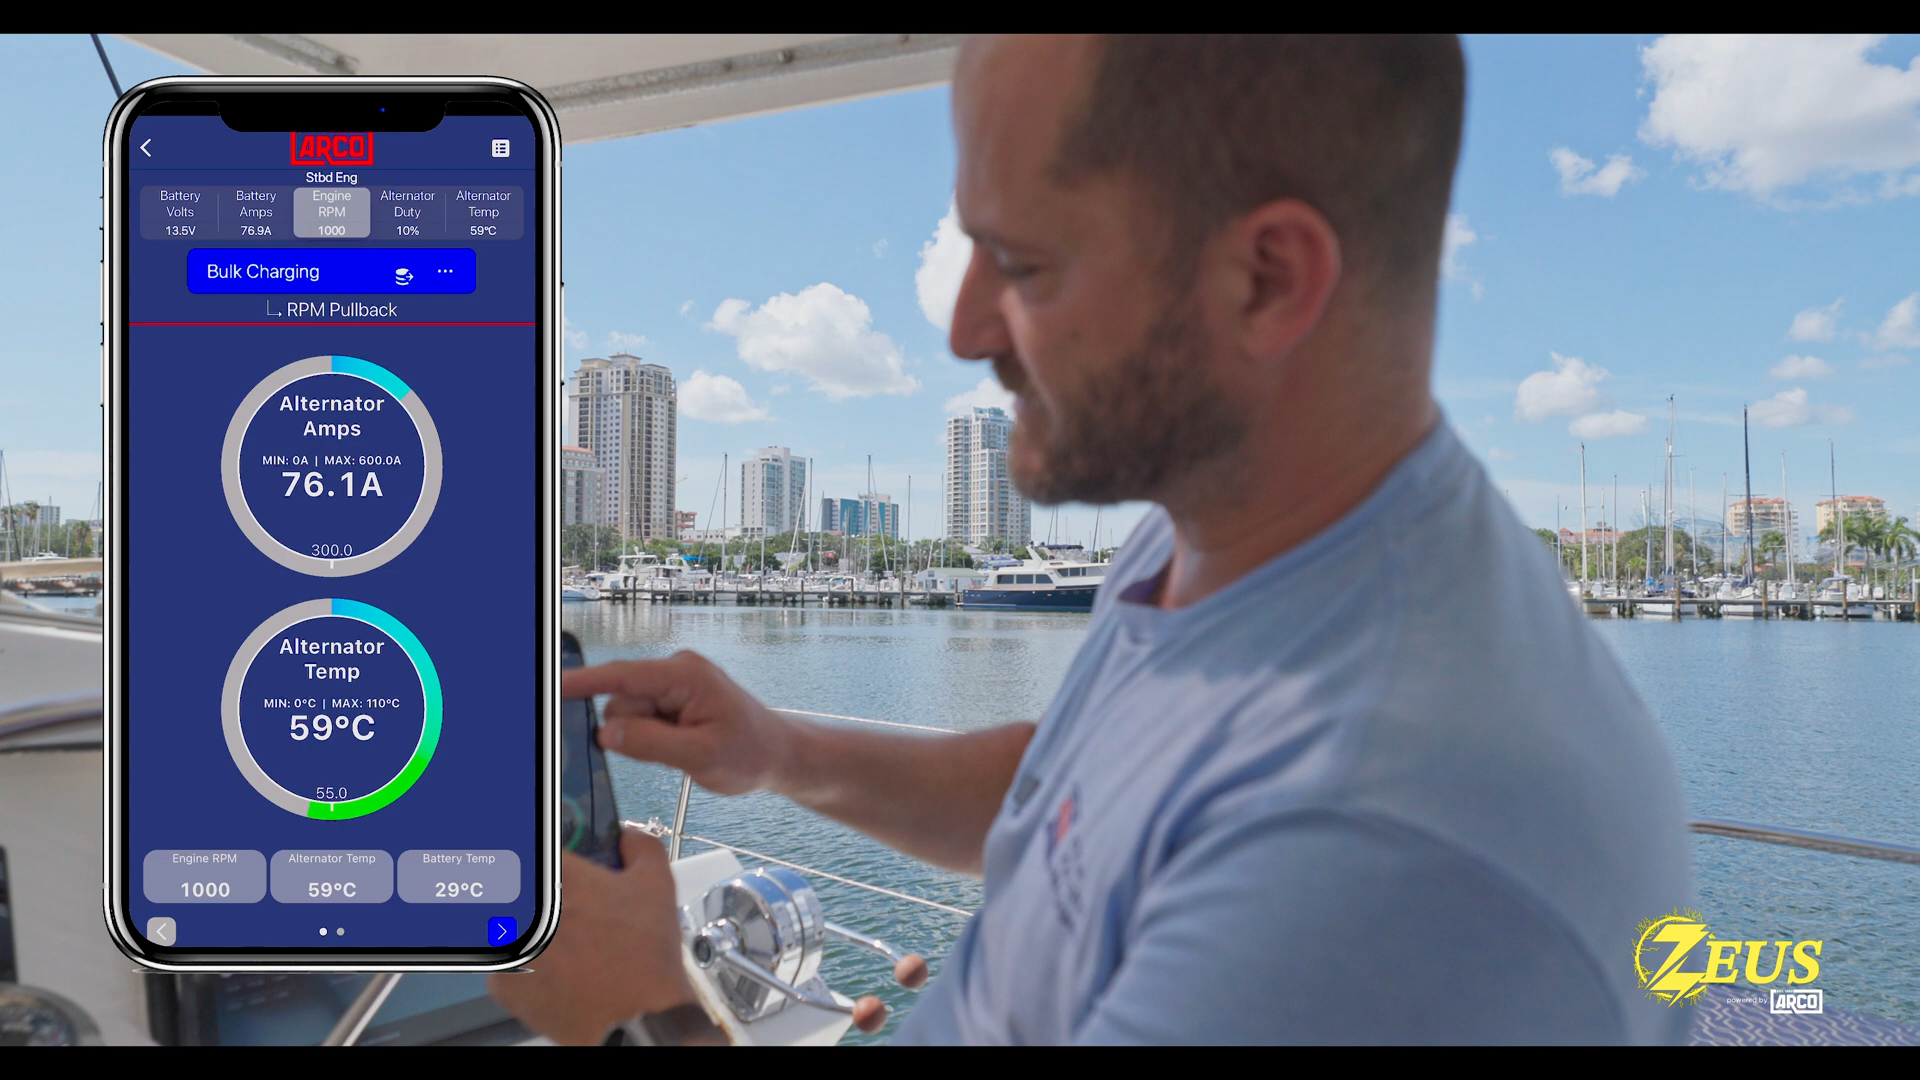 ARCO
Stbd Eng
Battery Volts
13.5V
Battery Amps
76.9A
Engine RPM
1000
Alternator Duty
10%
Alternator Temp
59°C
Bulk Charging
RPM Pullback
Alternator
Amps
MIN: 0A | MAX: 600.0A
76.1A
300.0
Alternator
Temp
MIN: 0°C | MAX: 110°C
59°C
55.0
Engine RPM
1000
Alternator Temp
59°C
Battery Temp
29°C
ZEUS
powered by ARCO